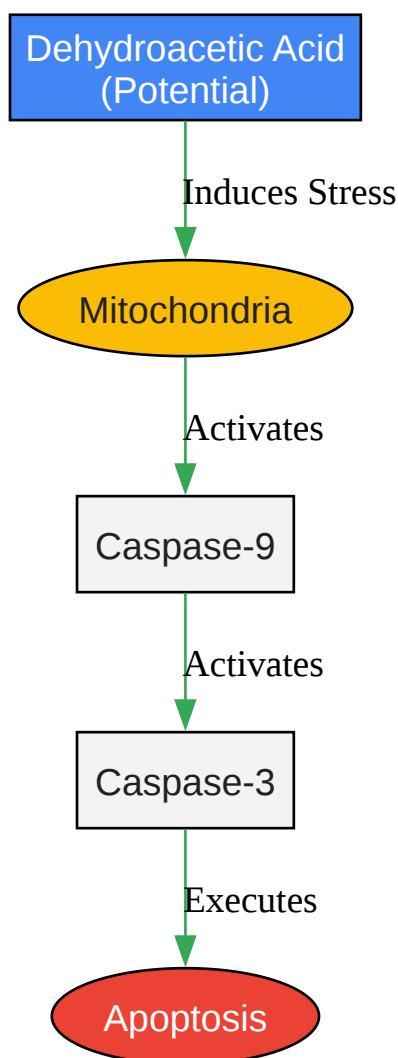 Dehydroacetic Acid
(Potential)
Induces Stress
Mitochondria
Activates
Caspase-9
Activates
Caspase-3
Executes
Apoptosis